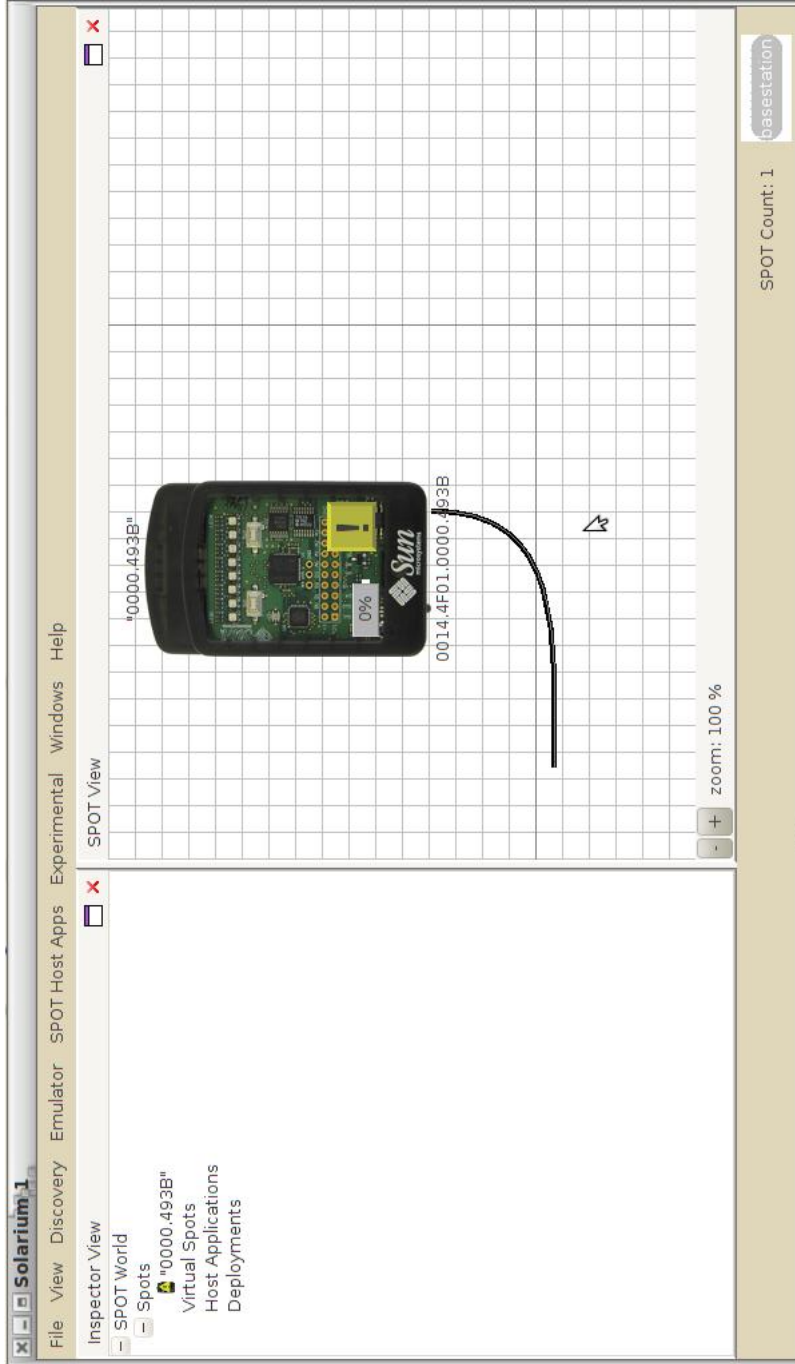 Solarium 1
File View Discovery Emulator SPOT Host Apps Experimental Windows Help
Inspector View
SPOT World
Spots
"0000.493B"
Virtual Spots
Host Applications
Deployments
SPOT View
"0000.493B"
0%
!
Sun
microsystems
0014.4F01.0000.493B
- + zoom: 100 %
SPOT Count: 1 basestation